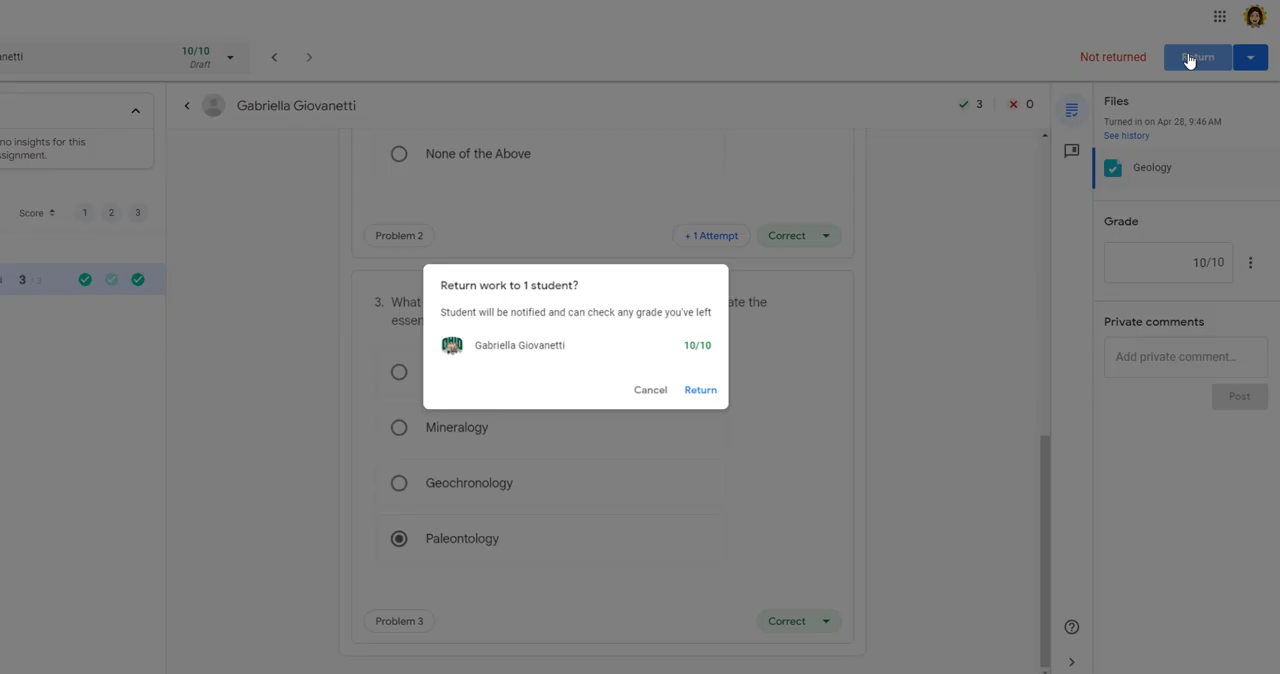 anetti
10/10
Draft
Not returned
Return
no insights for this
ssignment.
Score
1
2
3
3 / 3
Gabriella Giovanetti
3
0
None of the Above
Problem 2
+ 1 Attempt
Correct
3. What
ate the
essen
Mineralogy
Geochronology
Paleontology
Problem 3
Correct
Return work to 1 student?
Student will be notified and can check any grade you've left
Gabriella Giovanetti
10/10
Cancel
Return
Files
Turned in on Apr 28, 9:46 AM
See history
Geology
Grade
10/10
Private comments
Add private comment...
Post